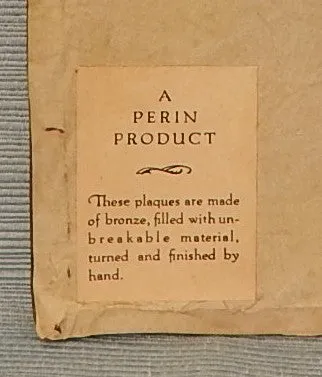 A
PERIN
PRODUCT
These plaques are made
of bronze, filled with un-
breakable material,
turned and finished by
hand.